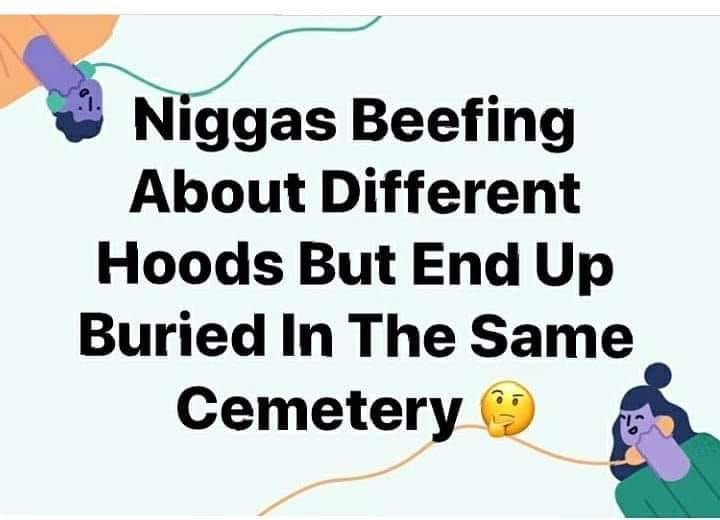 Niggas Beefing
About Different
Hoods But End Up
Buried In The Same
Cemetery 🤔